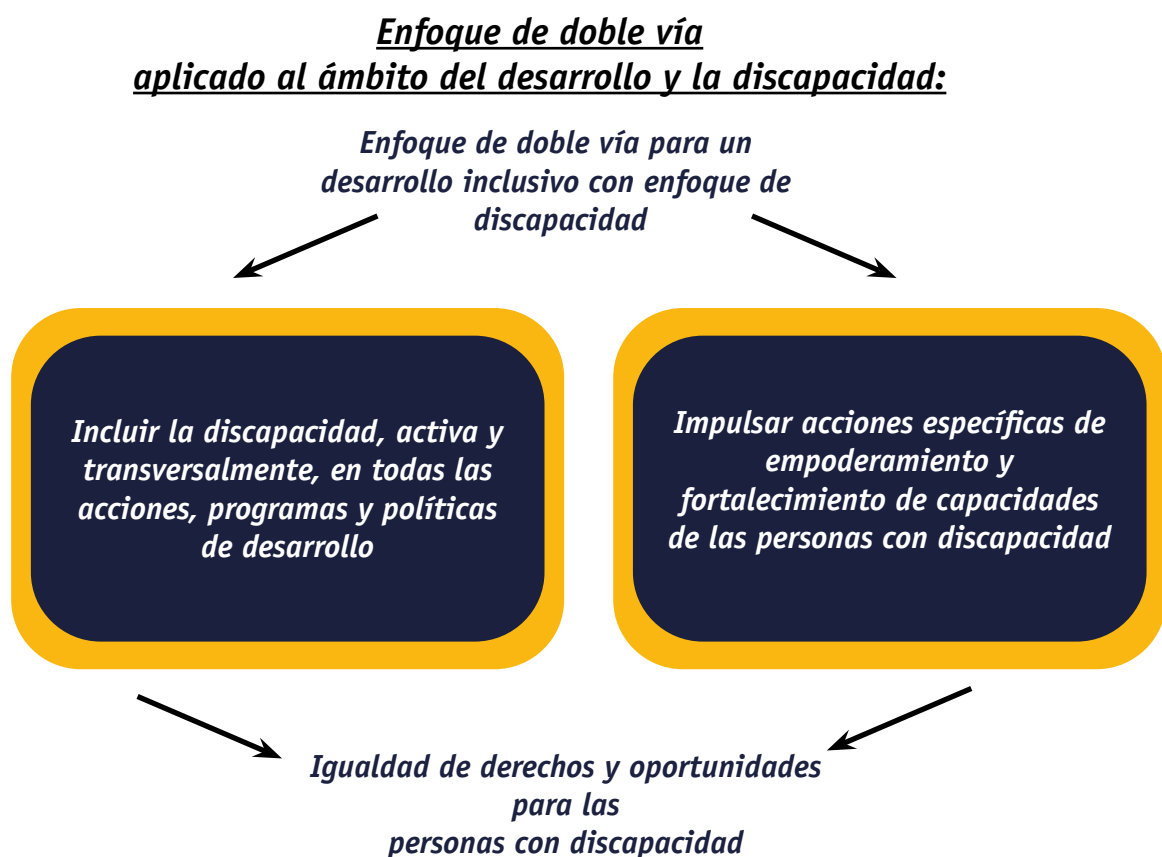 Enfoque de doble vía
aplicado al ámbito del desarrollo y la discapacidad:
Enfoque de doble vía para un
desarrollo inclusivo con enfoque de
discapacidad
Incluir la discapacidad, activa y
transversalmente, en todas las
acciones, programas y políticas
de desarrollo
Impulsar acciones específicas de
empoderamiento y
fortalecimiento de capacidades
de las personas con discapacidad
Igualdad de derechos y oportunidades
para las
personas con discapacidad